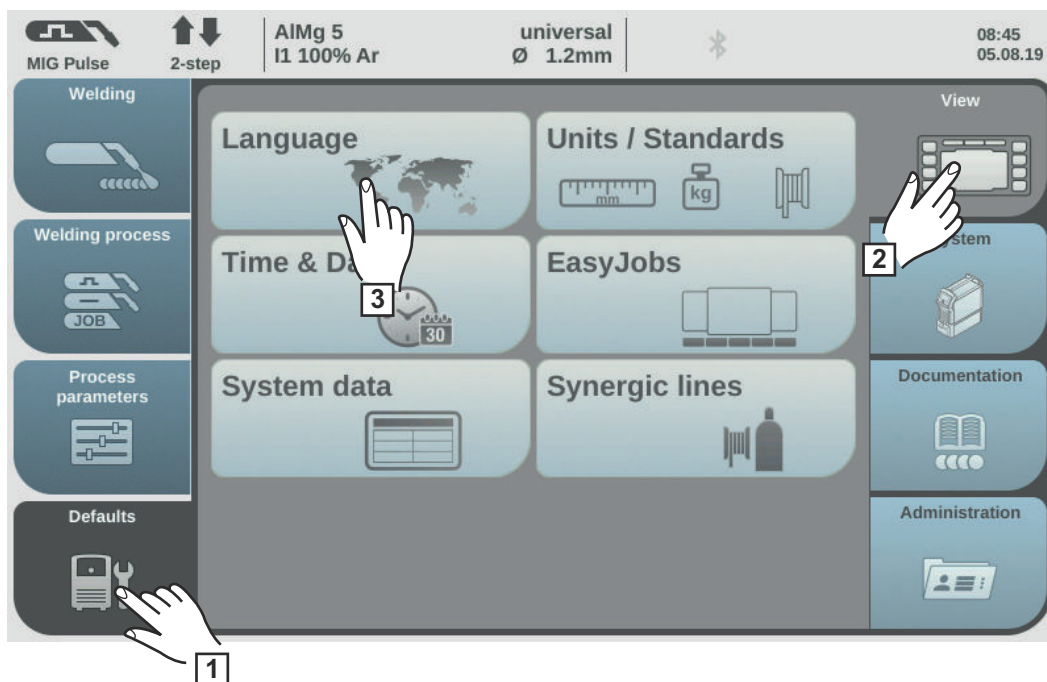 MIG Pulse
2-step
AlMg 5
I1 100% Ar
universal
Ø 1.2mm
08:45
05.08.19
Welding
Welding process
JOB
Process
parameters
Defaults
Language
Units / Standards
mm
kg
Time & Da
30
EasyJobs
System data
Synergic lines
View
stem
Documentation
Administration
1
2
3